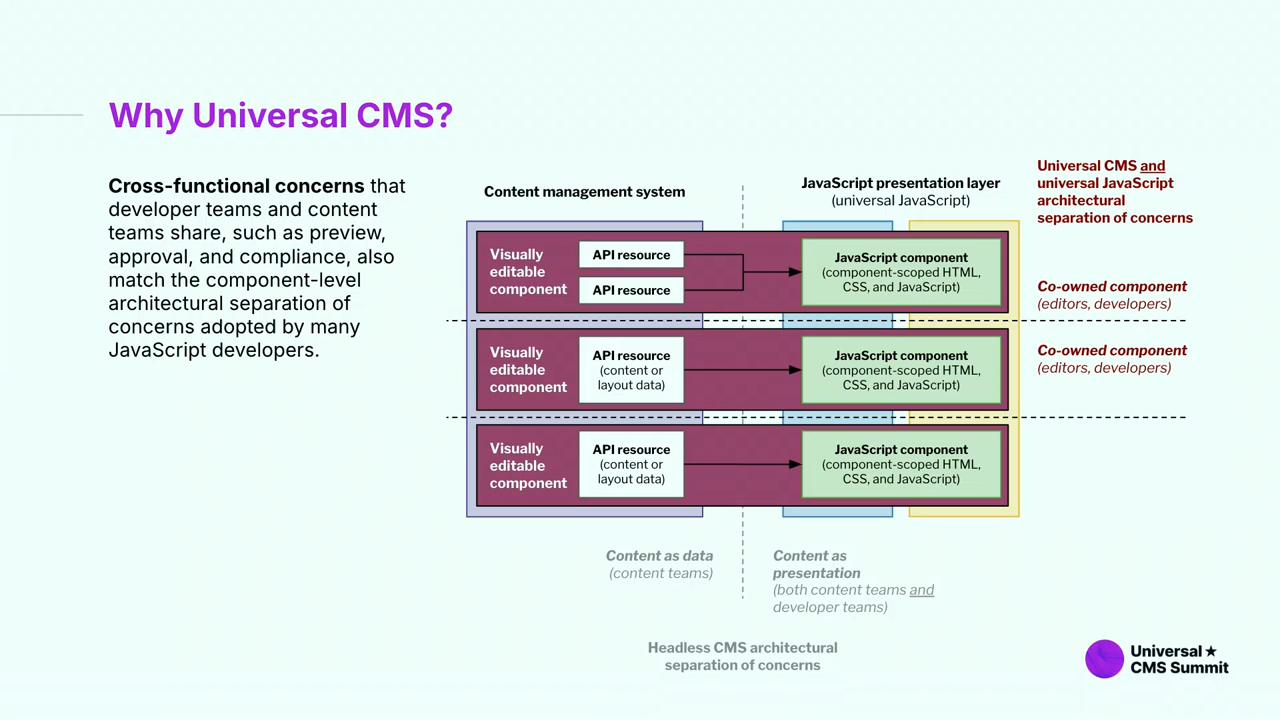 Why Universal CMS?
Cross-functional concerns that
developer teams and content
teams share, such as preview,
approval, and compliance, also
match the component-level
architectural separation of
concerns adopted by many
JavaScript developers.
Content management system
JavaScript presentation layer
(universal JavaScript)
Universal CMS and
universal JavaScript
architectural
separation of concerns
Visually
editable
component
API resource
API resource
JavaScript component
(component-scoped HTML,
CSS, and JavaScript)
Co-owned component
(editors, developers)
Visually
editable
component
API resource
(content or
layout data)
JavaScript component
(component-scoped HTML,
CSS, and JavaScript)
Co-owned component
(editors, developers)
Visually
editable
component
API resource
(content or
layout data)
JavaScript component
(component-scoped HTML,
CSS, and JavaScript)
Content as data
(content teams)
Content as
presentation
(both content teams and
developer teams)
Headless CMS architectural
separation of concerns
Universal ★
CMS Summit